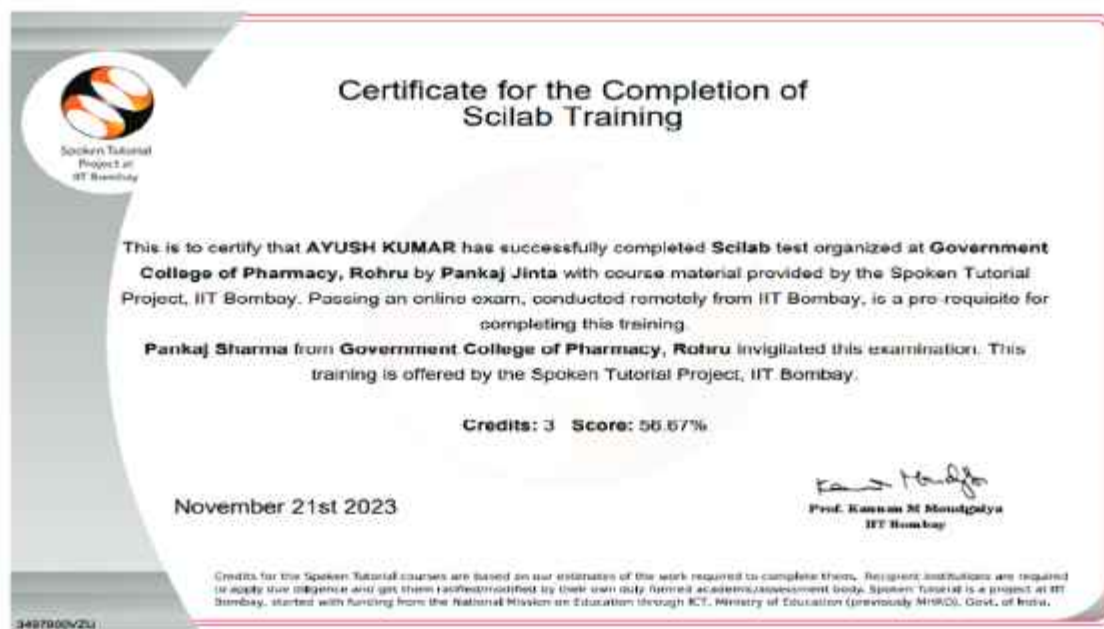 Certificate for the Completion of
Scilab Training
Spoken Tutorial
Project at
IIT Bombay
This is to certify that AYUSH KUMAR has successfully completed Scilab test organized at Government
College of Pharmacy, Rohru by Pankaj Jinta with course material provided by the Spoken Tutorial
Project, IIT Bombay. Passing an online exam, conducted remotely from IIT Bombay, is a pre-requisite for
completing this training.
Pankaj Sharma from Government College of Pharmacy, Rohru invigilated this examination. This
training is offered by the Spoken Tutorial Project, IIT Bombay.
Credits: 3 Score: 56.67%
November 21st 2023
Prof. Kannan M Moudgalya
IIT Bombay
Credits for the Spoken Tutorial courses are based on our estimates of the work required to complete them. Recipient institutions are required
to apply due diligence and get them ratified/modified by their own duly formed academic/assessment body. Spoken Tutorial is a project at IIT
Bombay, started with funding from the National Mission on Education through ICT, Ministry of Education (previously MHRD), Govt. of India.